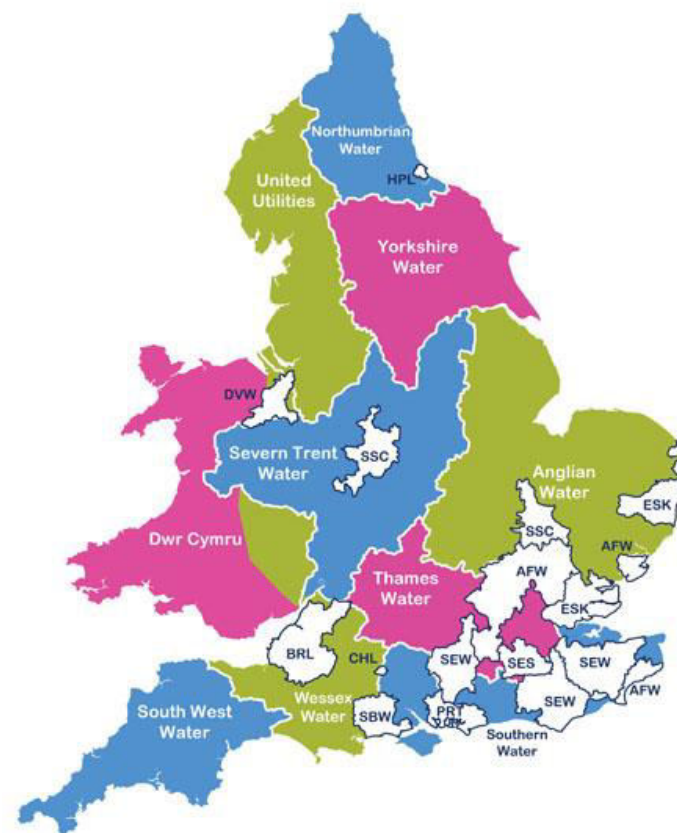 Northumbrian
Water
HPL
United
Utilities
Yorkshire
Water
DVW
Severn Trent
Water
SSC
Anglian
Water
ESK
SSC
AFW
Dwr Cymru
AFW
Thames
Water
ESK
BRL
CHL
SEW
SES
SEW
AFW
Wessex
Water
SBW
PRT
SEW
South West
Water
Southern
Water